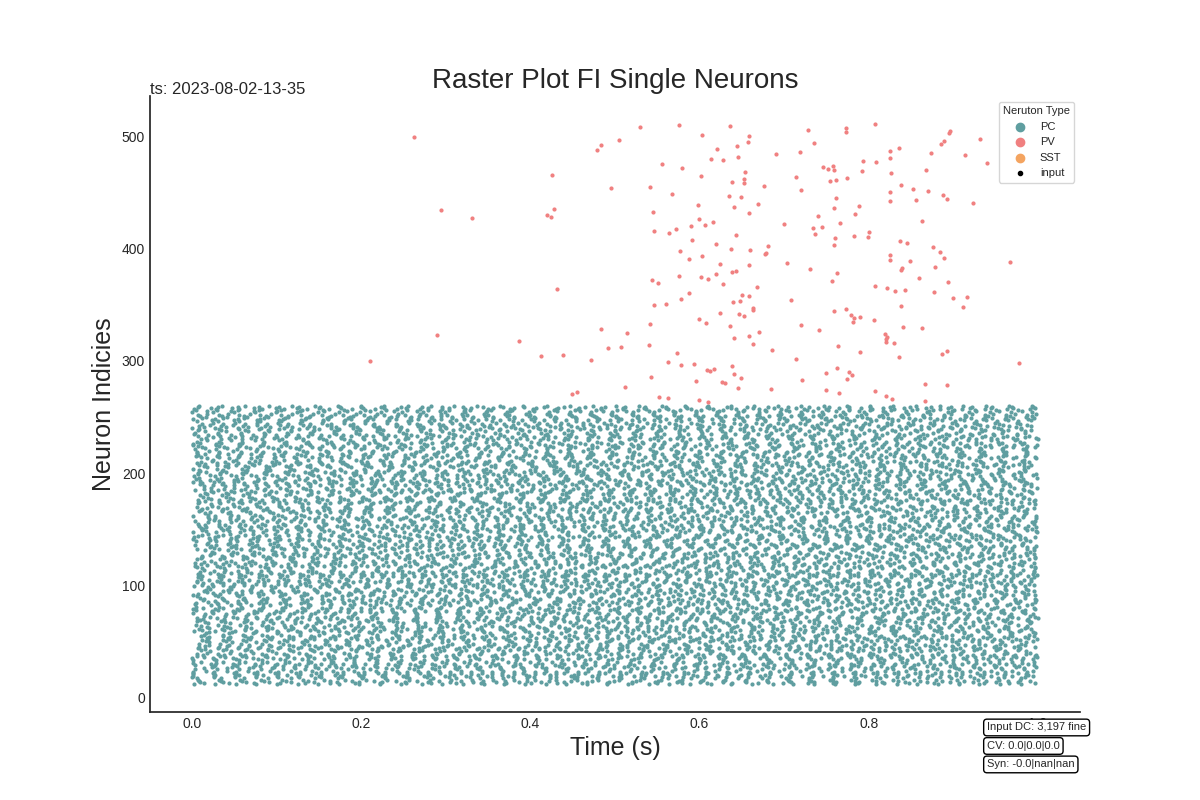 Raster Plot FI Single Neurons
ts: 2023-08-02-13-35
Neruton Type
PC
PV
SST
input
Neuron Indicies
500
400
300
200
100
0
0.0 0.2 0.4 0.6 0.8
Time (s)
Input DC: 3,197 fine
CV: 0.0|0.0|0.0
Syn: -0.0|nan|nan